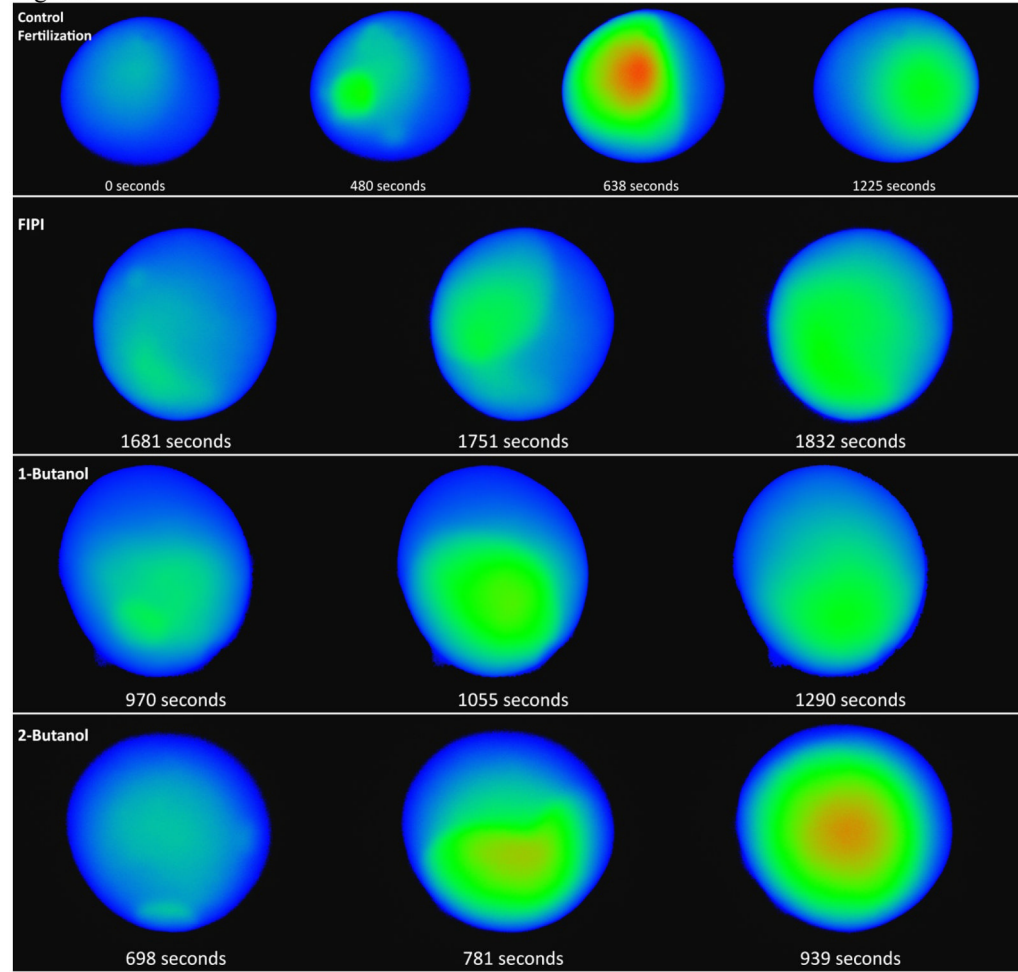 Control
Fertilization
0 seconds
480 seconds
638 seconds
1225 seconds
FIPI
1681 seconds
1751 seconds
1832 seconds
1-Butanol
970 seconds
1055 seconds
1290 seconds
2-Butanol
698 seconds
781 seconds
939 seconds